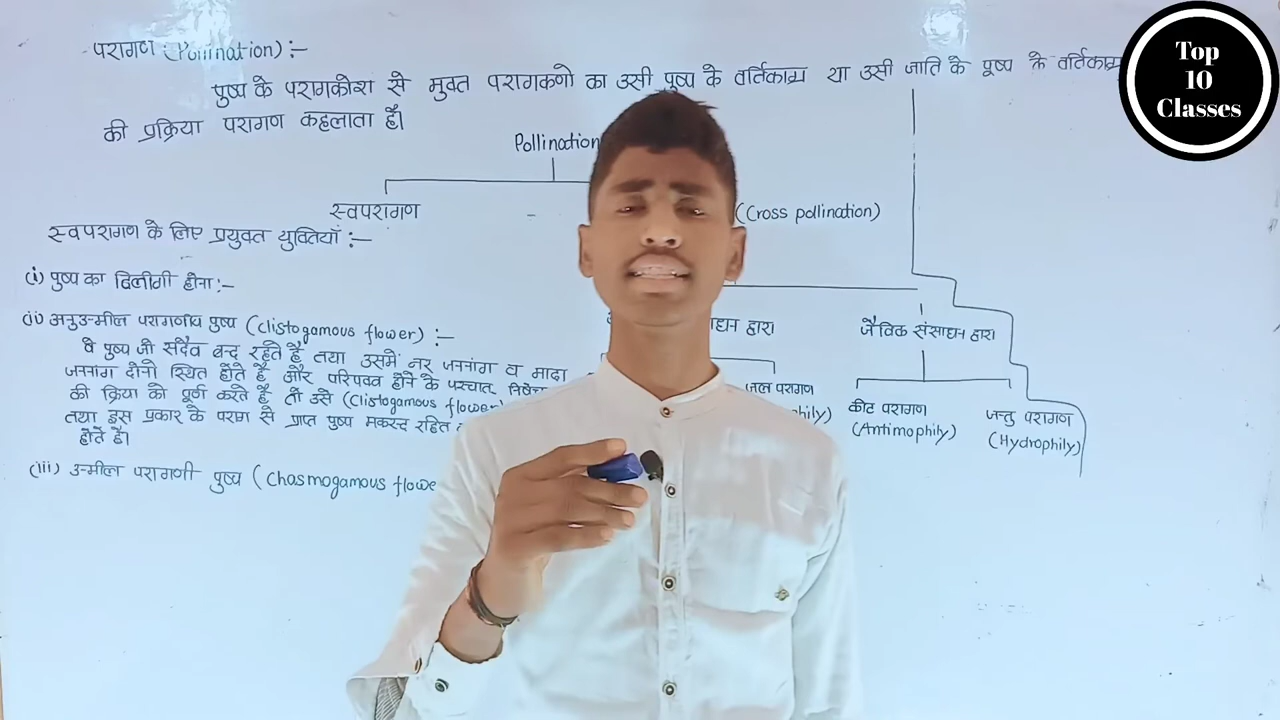 परागण (Pollination) :-
पुष्प के परागकोश से मुक्त परागकणो का उसी पुष्प के वर्तिकाग्र या उसी जाति के पुष्प के वर्तिकाग्र
की प्रक्रिया परागण कहलाता है।
Pollination
स्वपरागण
(Cross pollination)
स्वपरागण के लिए प्रयुक्त युक्तियाँ :-
(i) पुष्प का द्विलिंगी होना :-
(ii) अनुउन्मील परागणीय पुष्प (Clistogamous flower) :-
वे पुष्प जो सदैव बन्द रहते है तथा उसमें नर जननांग व मादा
जननांग दोनो स्थित होते है और परिपक्व होने के पश्चात्
की क्रिया को पूर्ण करते है तो उसे (Clistogamous flower)
तथा इस प्रकार के से प्राप्त पुष्प मकरन्द रहित
होते है।
(iii) उन्मील परागणी पुष्प (Chasmogamous flowe
द्वारा
जैविक संसाधन द्वारा
जल परागण
कीट परागण
(Antimophily)
जन्तु परागण
(Hydrophily)
Top
10
Classes